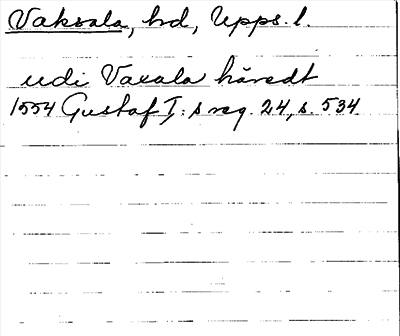 Vaksala, hd, Upps. l.
udi Vaxala häredt
1554 Gustaf I:s reg. 24, s. 534